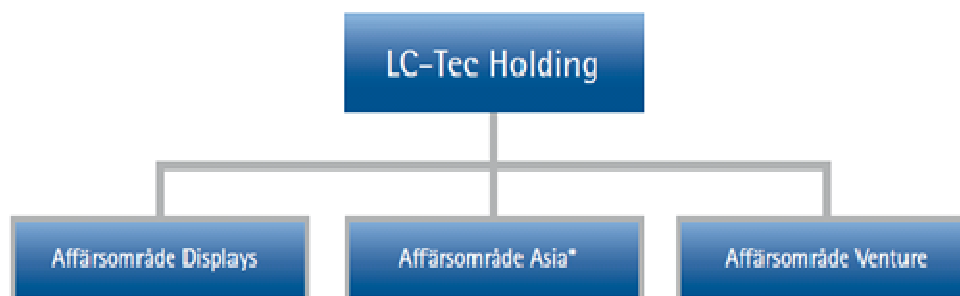 LC-Tec Holding
Affärsområde Displays
Affärsområde Asia*
Affärsområde Venture